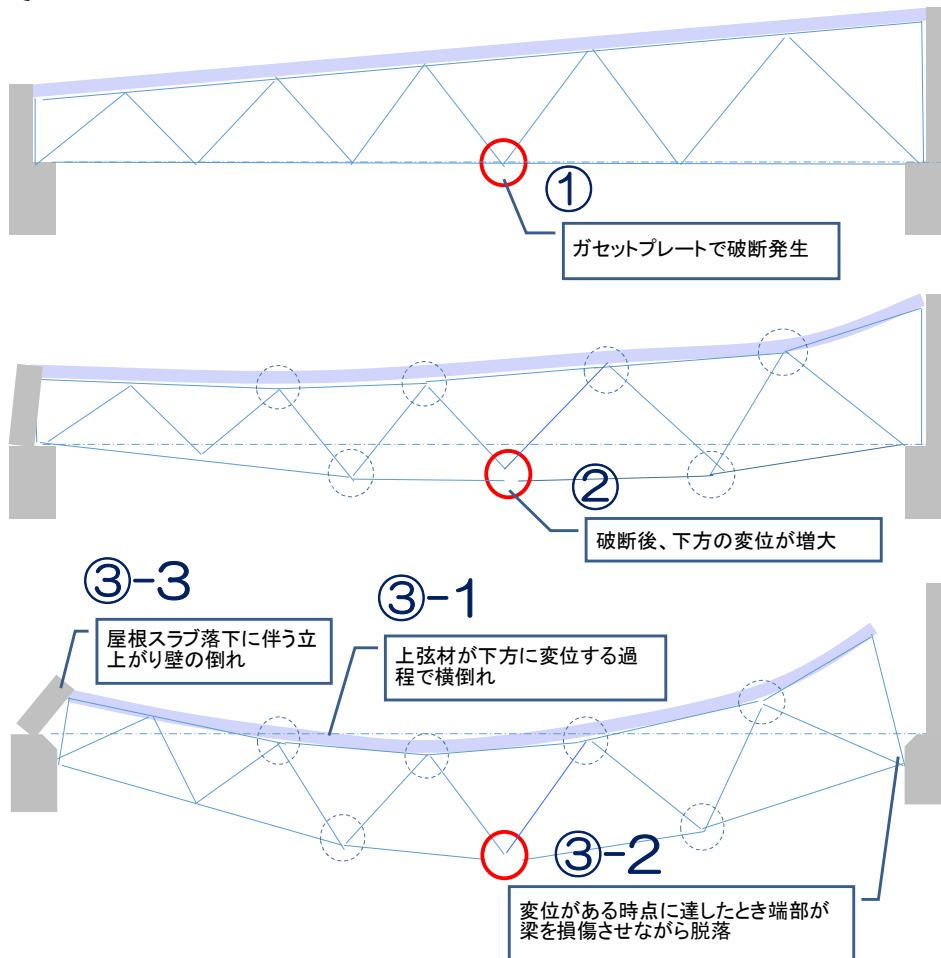 ①
ガセットプレートで破断発生
②
破断後、下方の変位が増大
③-3
屋根スラブ落下に伴う立
上がり壁の倒れ
③-1
上弦材が下方に変位する過
程で横倒れ
③-2
変位がある時点に達したとき端部が
梁を損傷させながら脱落